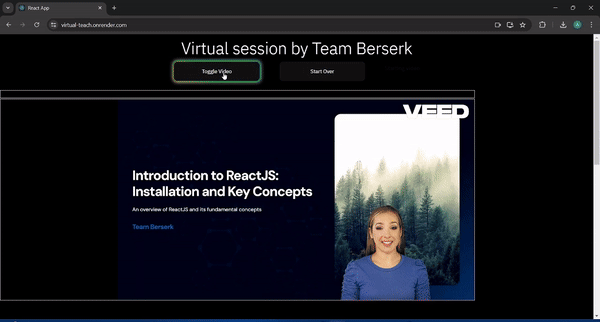 React App
virtual-teach.onrender.com
Virtual session by Team Berserk
Toggle Video
Start Over
VEED
Introduction to ReactJS:
Installation and Key Concepts
An overview of ReactJS and its fundamental concepts
Team Berserk